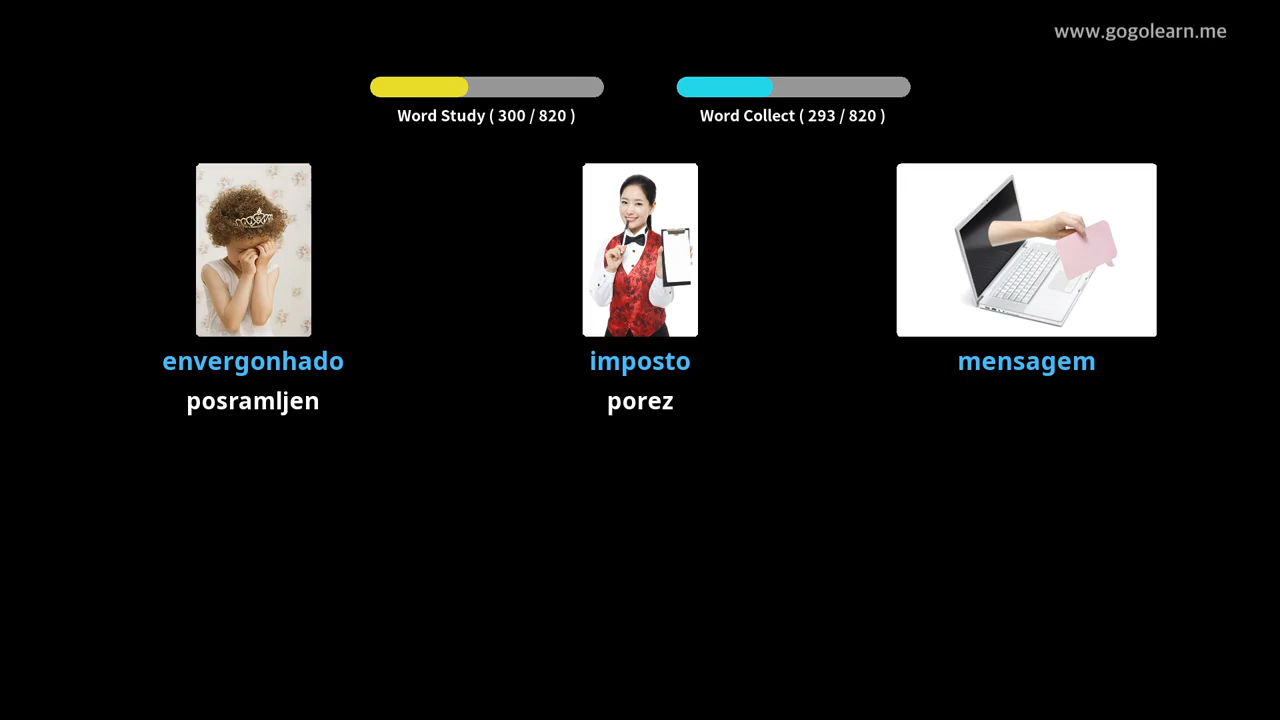 www.gogolearn.me
Word Study ( 300 / 820 )
Word Collect ( 293 / 820 )
envergonhado
imposto
mensagem
posramljen
porez